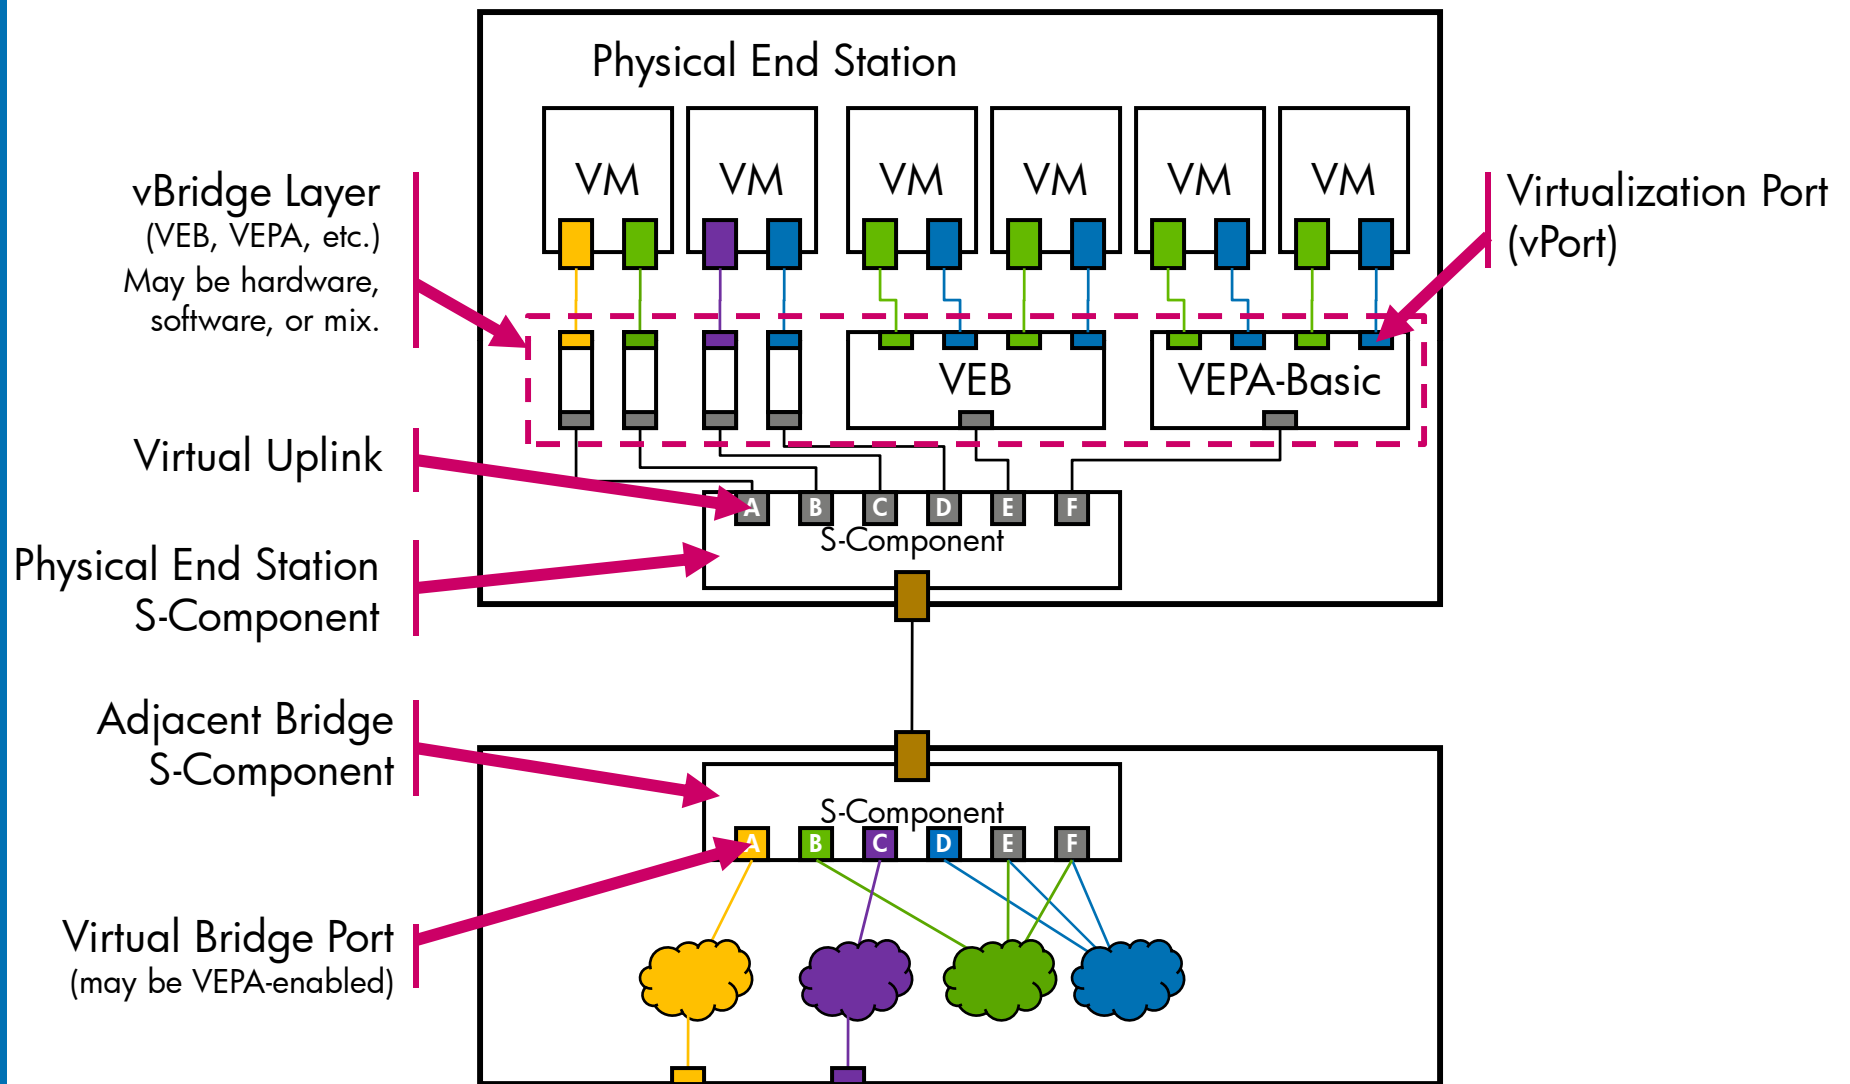 Physical End Station
VM VM VM VM VM VM
vBridge Layer
(VEB, VEPA, etc.)
May be hardware,
software, or mix.
Virtualization Port
(vPort)
VEB
VEPA-Basic
Virtual Uplink
A B C D E F
S-Component
Physical End Station
S-Component
Adjacent Bridge
S-Component
S-Component
A B C D E F
Virtual Bridge Port
(may be VEPA-enabled)